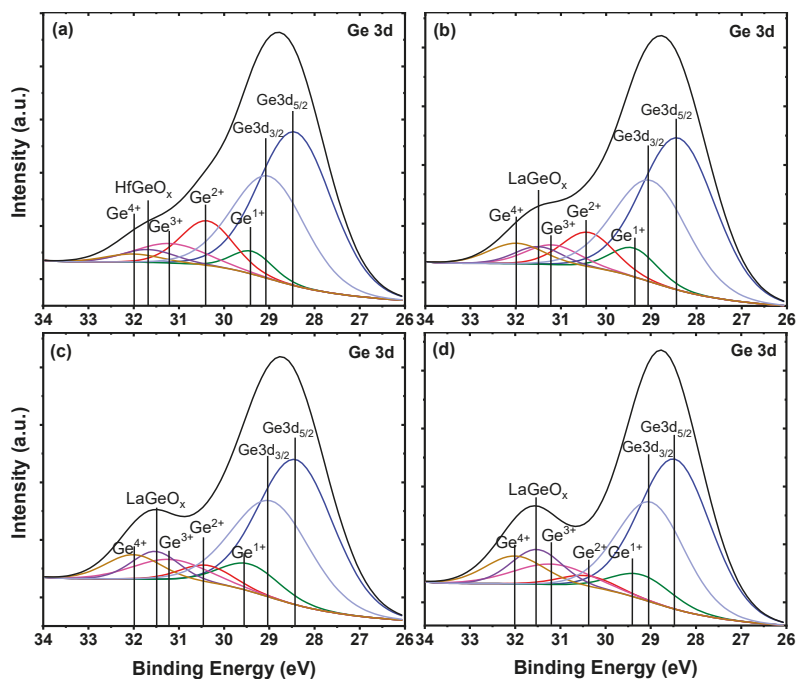 (a)
Ge 3d
Ge3d5/2
Ge3d3/2
HfGeOx
Ge4+
Ge3+
Ge2+
Ge1+
34 33 32 31 30 29 28 27 26
Intensity (a.u.)
(b)
Ge 3d
Ge3d5/2
Ge3d3/2
LaGeOx
Ge4+
Ge3+
Ge2+
Ge1+
34 33 32 31 30 29 28 27 26
(c)
Ge 3d
Ge3d5/2
Ge3d3/2
LaGeOx
Ge4+
Ge3+
Ge2+
Ge1+
34 33 32 31 30 29 28 27 26
Intensity (a.u.)
Binding Energy (eV)
(d)
Ge 3d
Ge3d5/2
Ge3d3/2
LaGeOx
Ge4+
Ge3+
Ge2+
Ge1+
34 33 32 31 30 29 28 27 26
Binding Energy (eV)